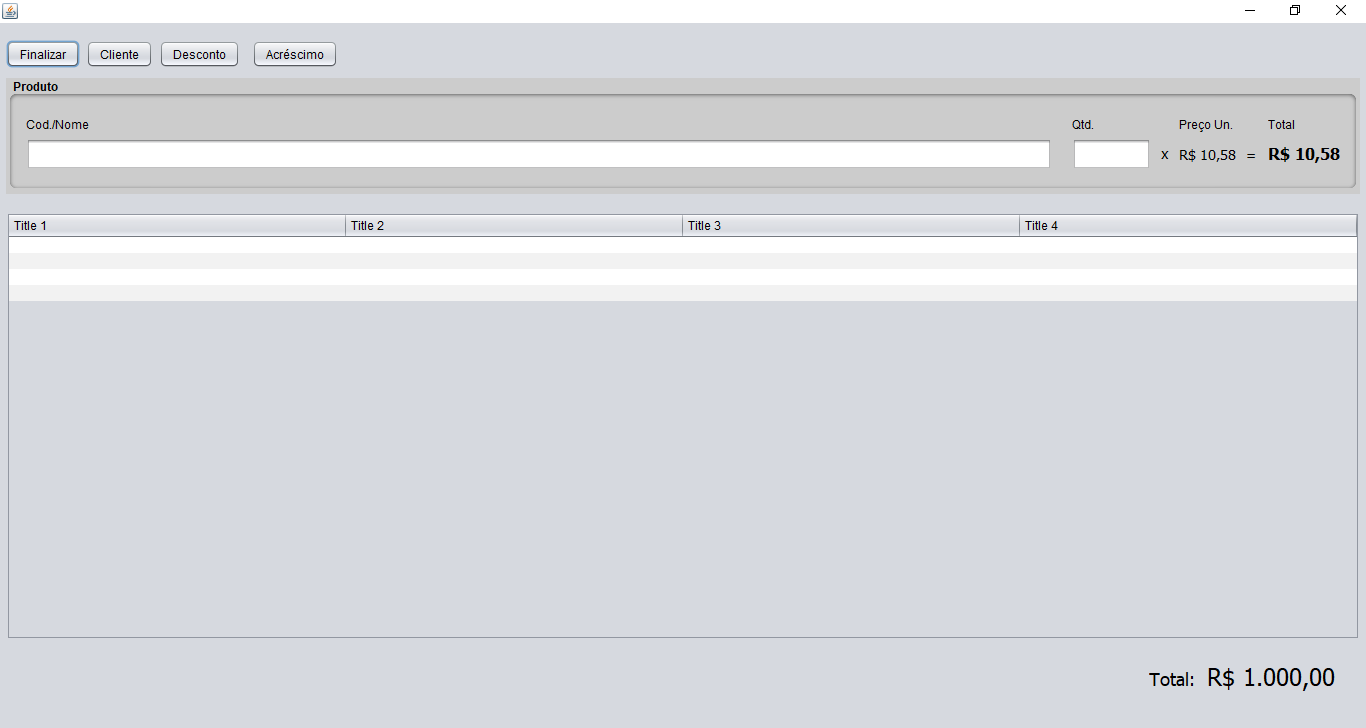 Finalizar Cliente Desconto Acréscimo
Produto
Cod./Nome Qtd. Preço Un. Total
x R$ 10,58 = R$ 10,58
Title 1 Title 2 Title 3 Title 4
Total: R$ 1.000,00